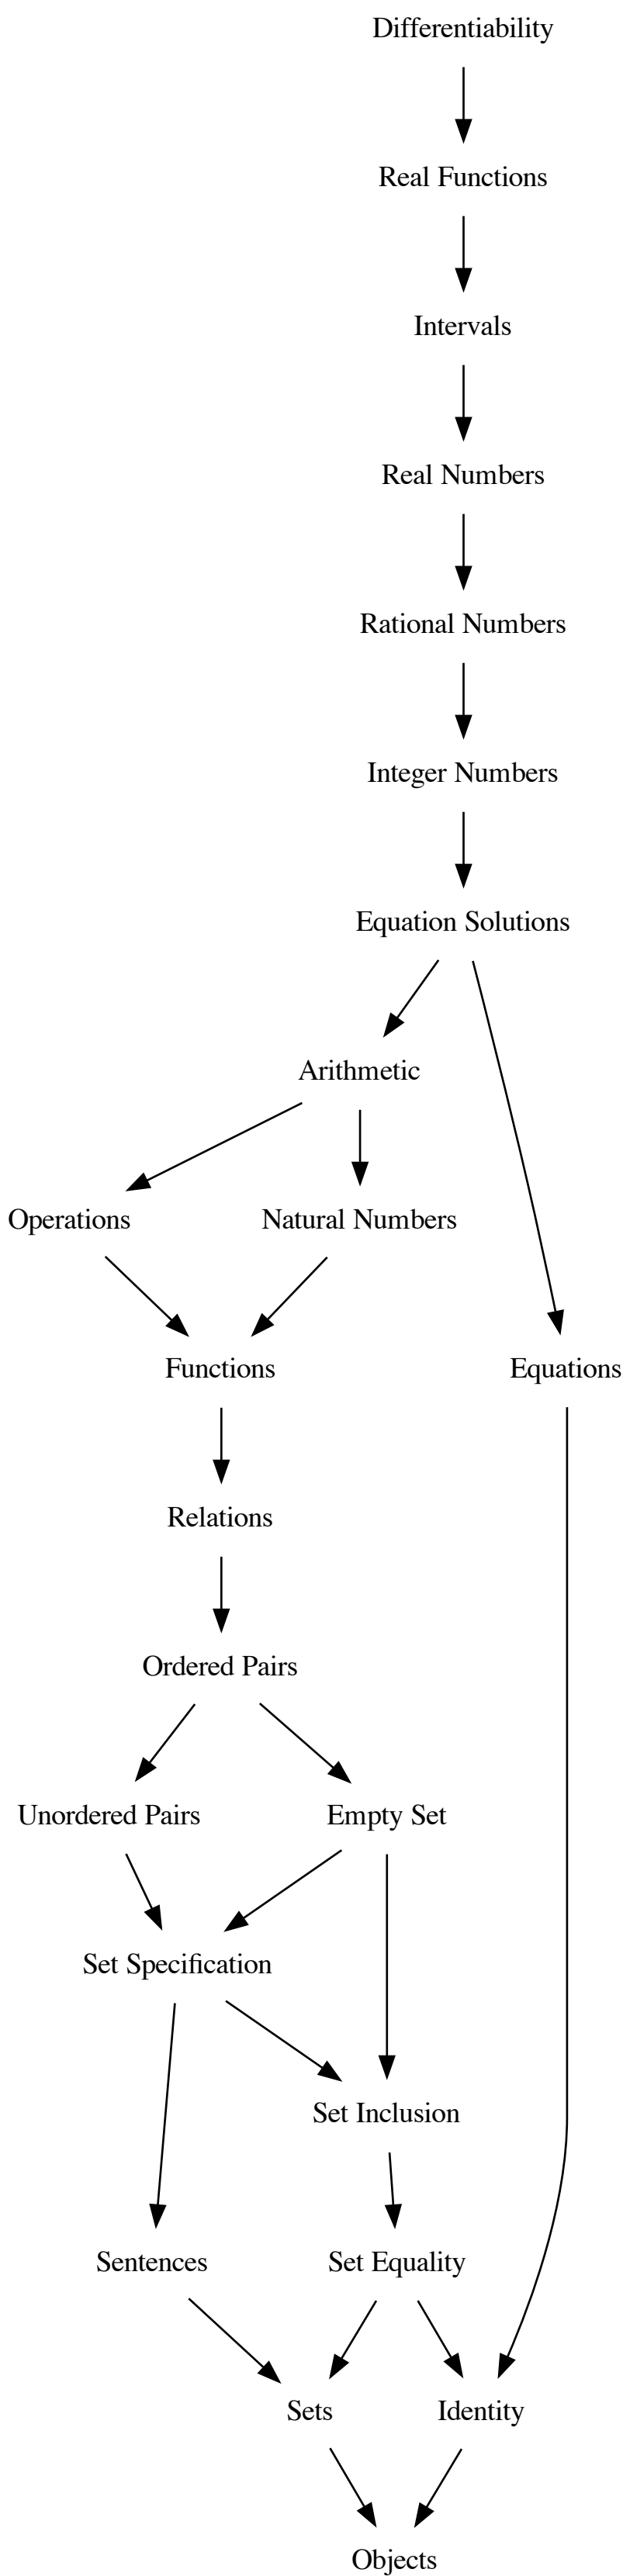 Differentiability
Real Functions
Intervals
Real Numbers
Rational Numbers
Integer Numbers
Equation Solutions
Arithmetic
Operations
Natural Numbers
Functions
Equations
Relations
Ordered Pairs
Unordered Pairs
Empty Set
Set Specification
Set Inclusion
Sentences
Set Equality
Sets
Identity
Objects